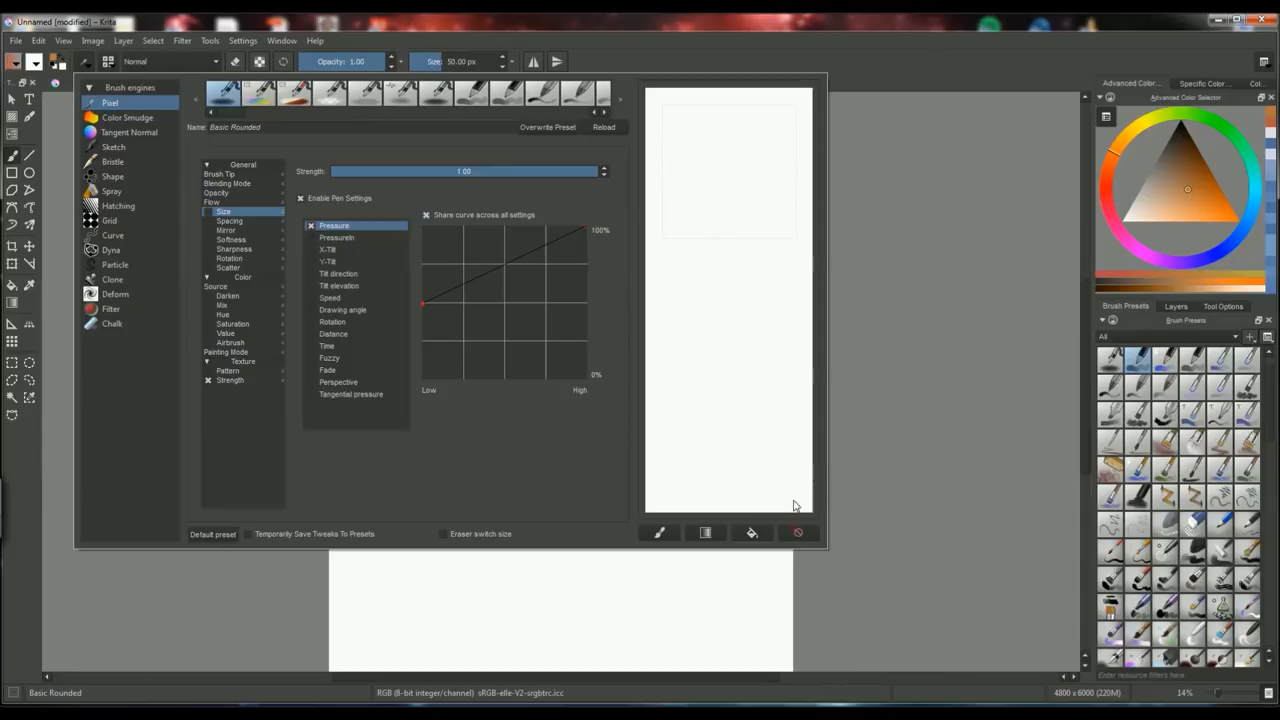 Unnamed [modified] – Krita
File Edit View Image Layer Select Filter Tools Settings Window Help
Normal Opacity: 1.00 Size: 50.00 px
Advanced Color... Specific Color... Col...
Advanced Color Selector
Brush engines
Pixel
Color Smudge
Tangent Normal
Sketch
Bristle
Shape
Spray
Hatching
Grid
Curve
Dyna
Particle
Clone
Deform
Filter
Chalk
Name: Basic Rounded Overwrite Preset Reload
General
Brush Tip
Blending Mode
Opacity
Flow
Size
Spacing
Mirror
Softness
Sharpness
Rotation
Scatter
Color
Source
Darken
Mix
Hue
Saturation
Value
Airbrush
Painting Mode
Texture
Pattern
Strength
Strength: 1.00
Enable Pen Settings
Pressure
PressureIn
X-Tilt
Y-Tilt
Tilt direction
Tilt elevation
Speed
Drawing angle
Rotation
Distance
Time
Fuzzy
Fade
Perspective
Tangential pressure
Share curve across all settings
100%
0%
Low High
Default preset Temporarily Save Tweaks To Presets Eraser switch size
Brush Presets Layers Tool Options
Brush Presets
All
Enter resource filters here
Basic Rounded RGB (8-bit integer/channel) sRGB-elle-V2-srgbtrc.icc 4800 x 6000 (220M) 14%